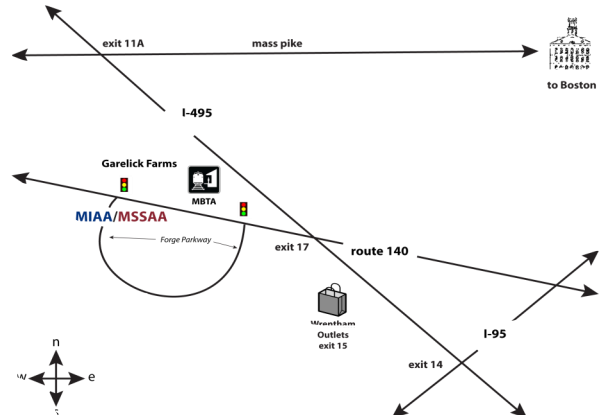 exit 11A
mass pike
to Boston
I-495
Garelick Farms
MBTA
MIAA/MSSAA
Forge Parkway
exit 17
route 140
Wrentham
Outlets
exit 15
I-95
exit 14
n
w
e
s